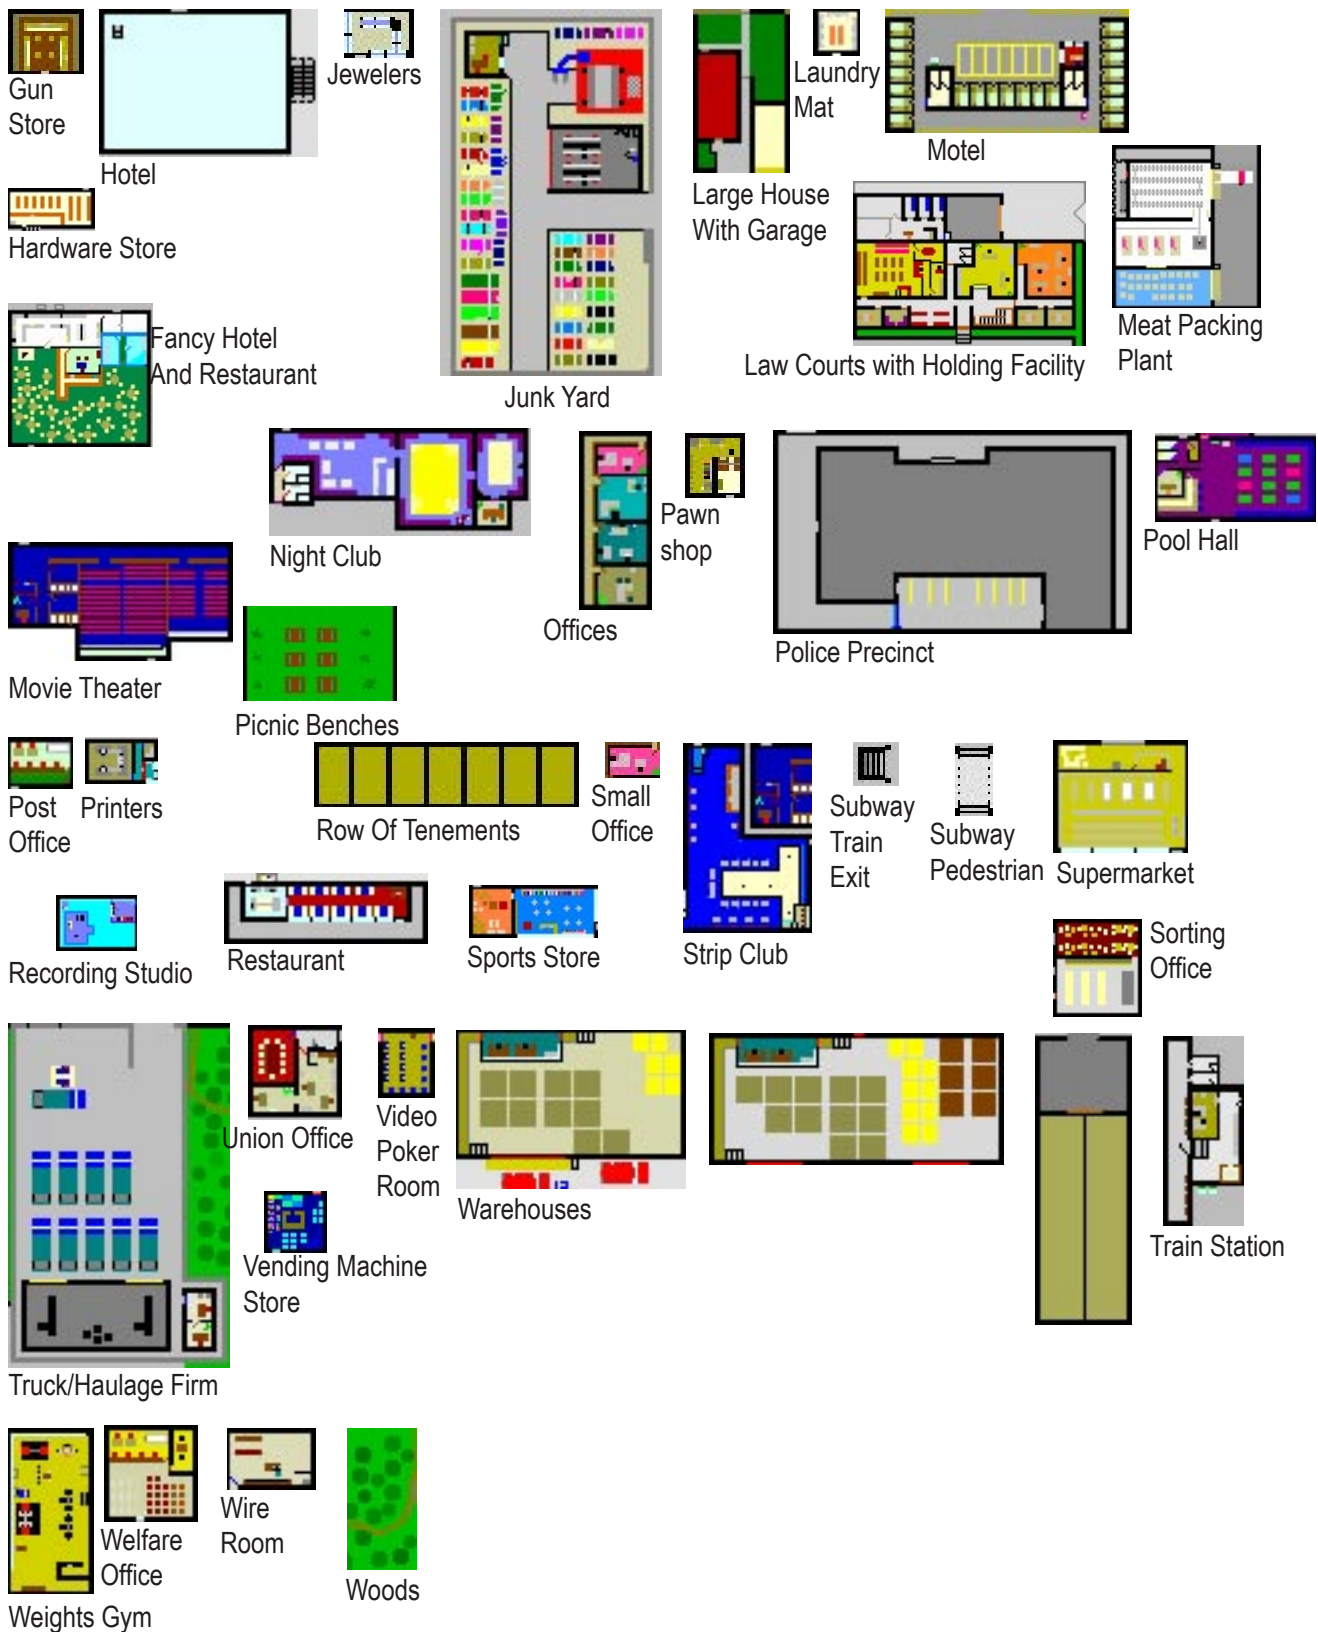 Gun
Store
Hotel
Jewelers
Laundry
Mat
Motel
Large House
With Garage
Hardware Store
Law Courts with Holding Facility
Meat Packing
Plant
Fancy Hotel
And Restaurant
Junk Yard
Night Club
Offices
Pawn
shop
Police Precinct
Pool Hall
Movie Theater
Picnic Benches
Post
Office
Printers
Row Of Tenements
Small
Office
Strip Club
Subway
Train
Exit
Subway
Pedestrian
Supermarket
Recording Studio
Restaurant
Sports Store
Sorting
Office
Union Office
Video
Poker
Room
Warehouses
Train Station
Vending Machine
Store
Truck/Haulage Firm
Weights Gym
Welfare
Office
Wire
Room
Woods